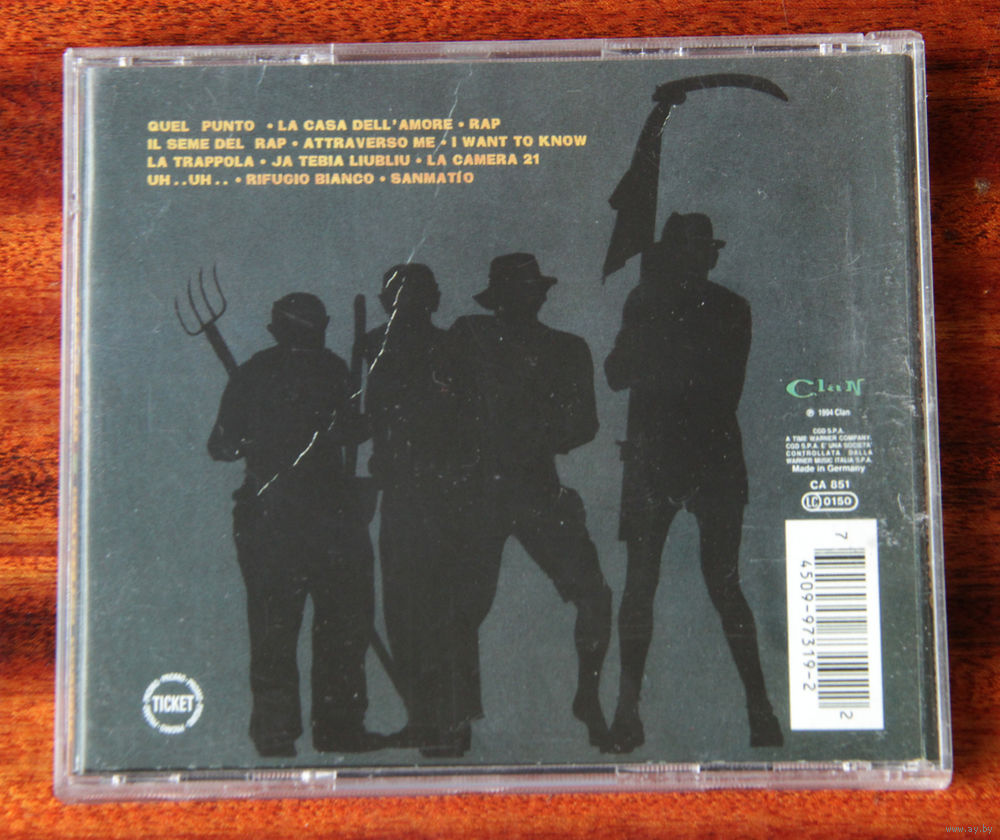 QUEL PUNTO • LA CASA DELL'AMORE • RAP
IL SEME DEL RAP • ATTRAVERSO ME • I WANT TO KNOW
LA TRAPPOLA • JA TEBIA LIUBLIU • LA CAMERA 21
UH..UH.. • RIFUGIO BIANCO • SANMATÍO
ClaN
℗ 1994 Clan
CGD S.P.A.
A TIME WARNER COMPANY.
CGD S.P.A. E' UNA SOCIETA'
CONTROLLATA DALLA
WARNER MUSIC ITALIA S.P.A.
Made in Germany
CA 851
LC 0150
7 4509-97319-2 2
TICKET
www.ay.by